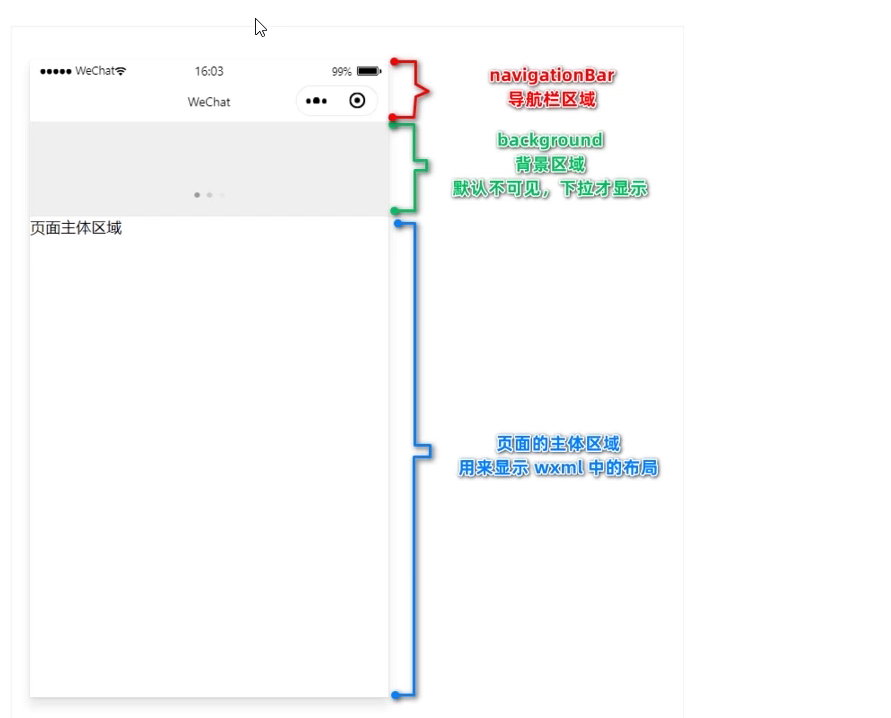 WeChat 16:03 99%
WeChat
页面主体区域
navigationBar
导航栏区域
background
背景区域
默认不可见，下拉才显示
页面的主体区域
用来显示 wxml 中的布局